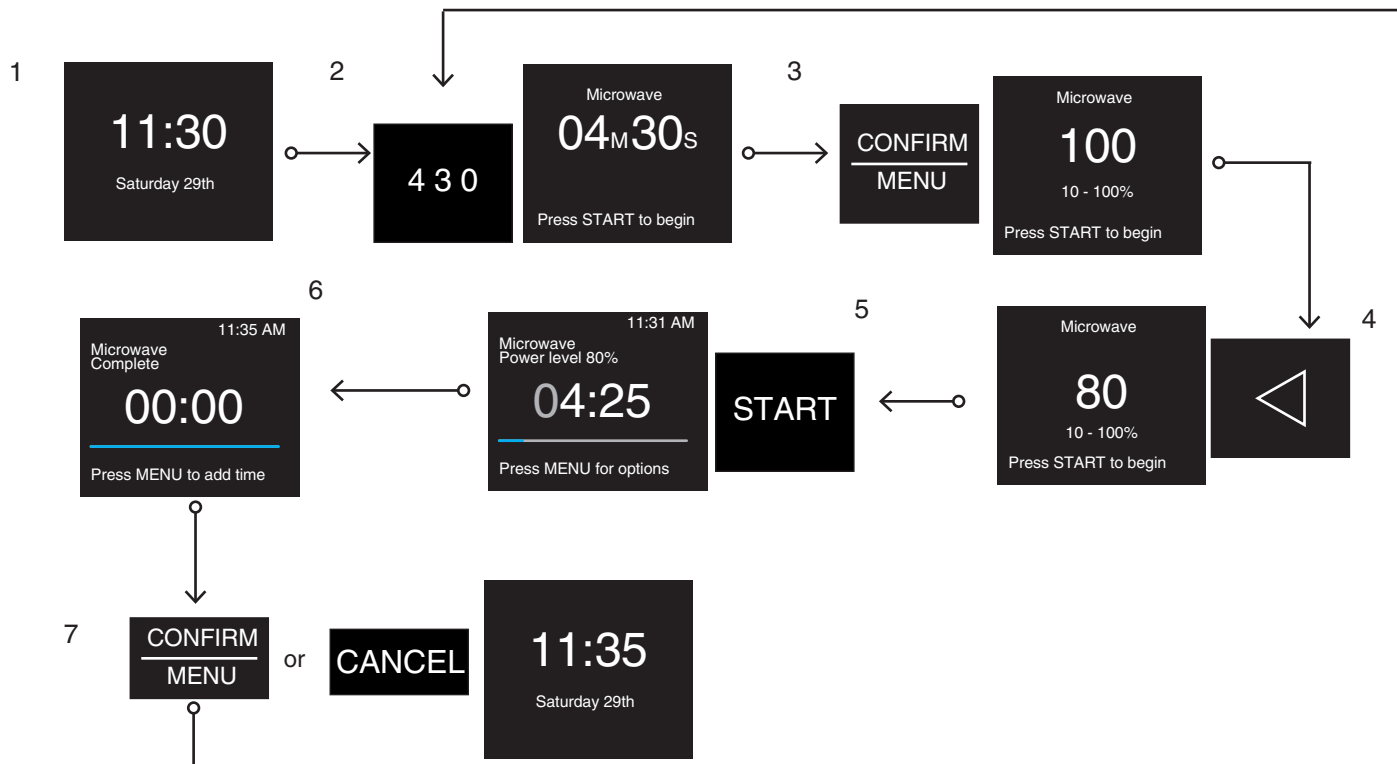 1
11:30
Saturday 29th
2
4 3 0
Microwave
04M30S
Press START to begin
3
CONFIRM
MENU
Microwave
100
10 - 100%
Press START to begin
4
Microwave
80
10 - 100%
Press START to begin
5
START
11:31 AM
Microwave
Power level 80%
04:25
Press MENU for options
6
11:35 AM
Microwave
Complete
00:00
Press MENU to add time
7
CONFIRM
MENU
or
CANCEL
11:35
Saturday 29th